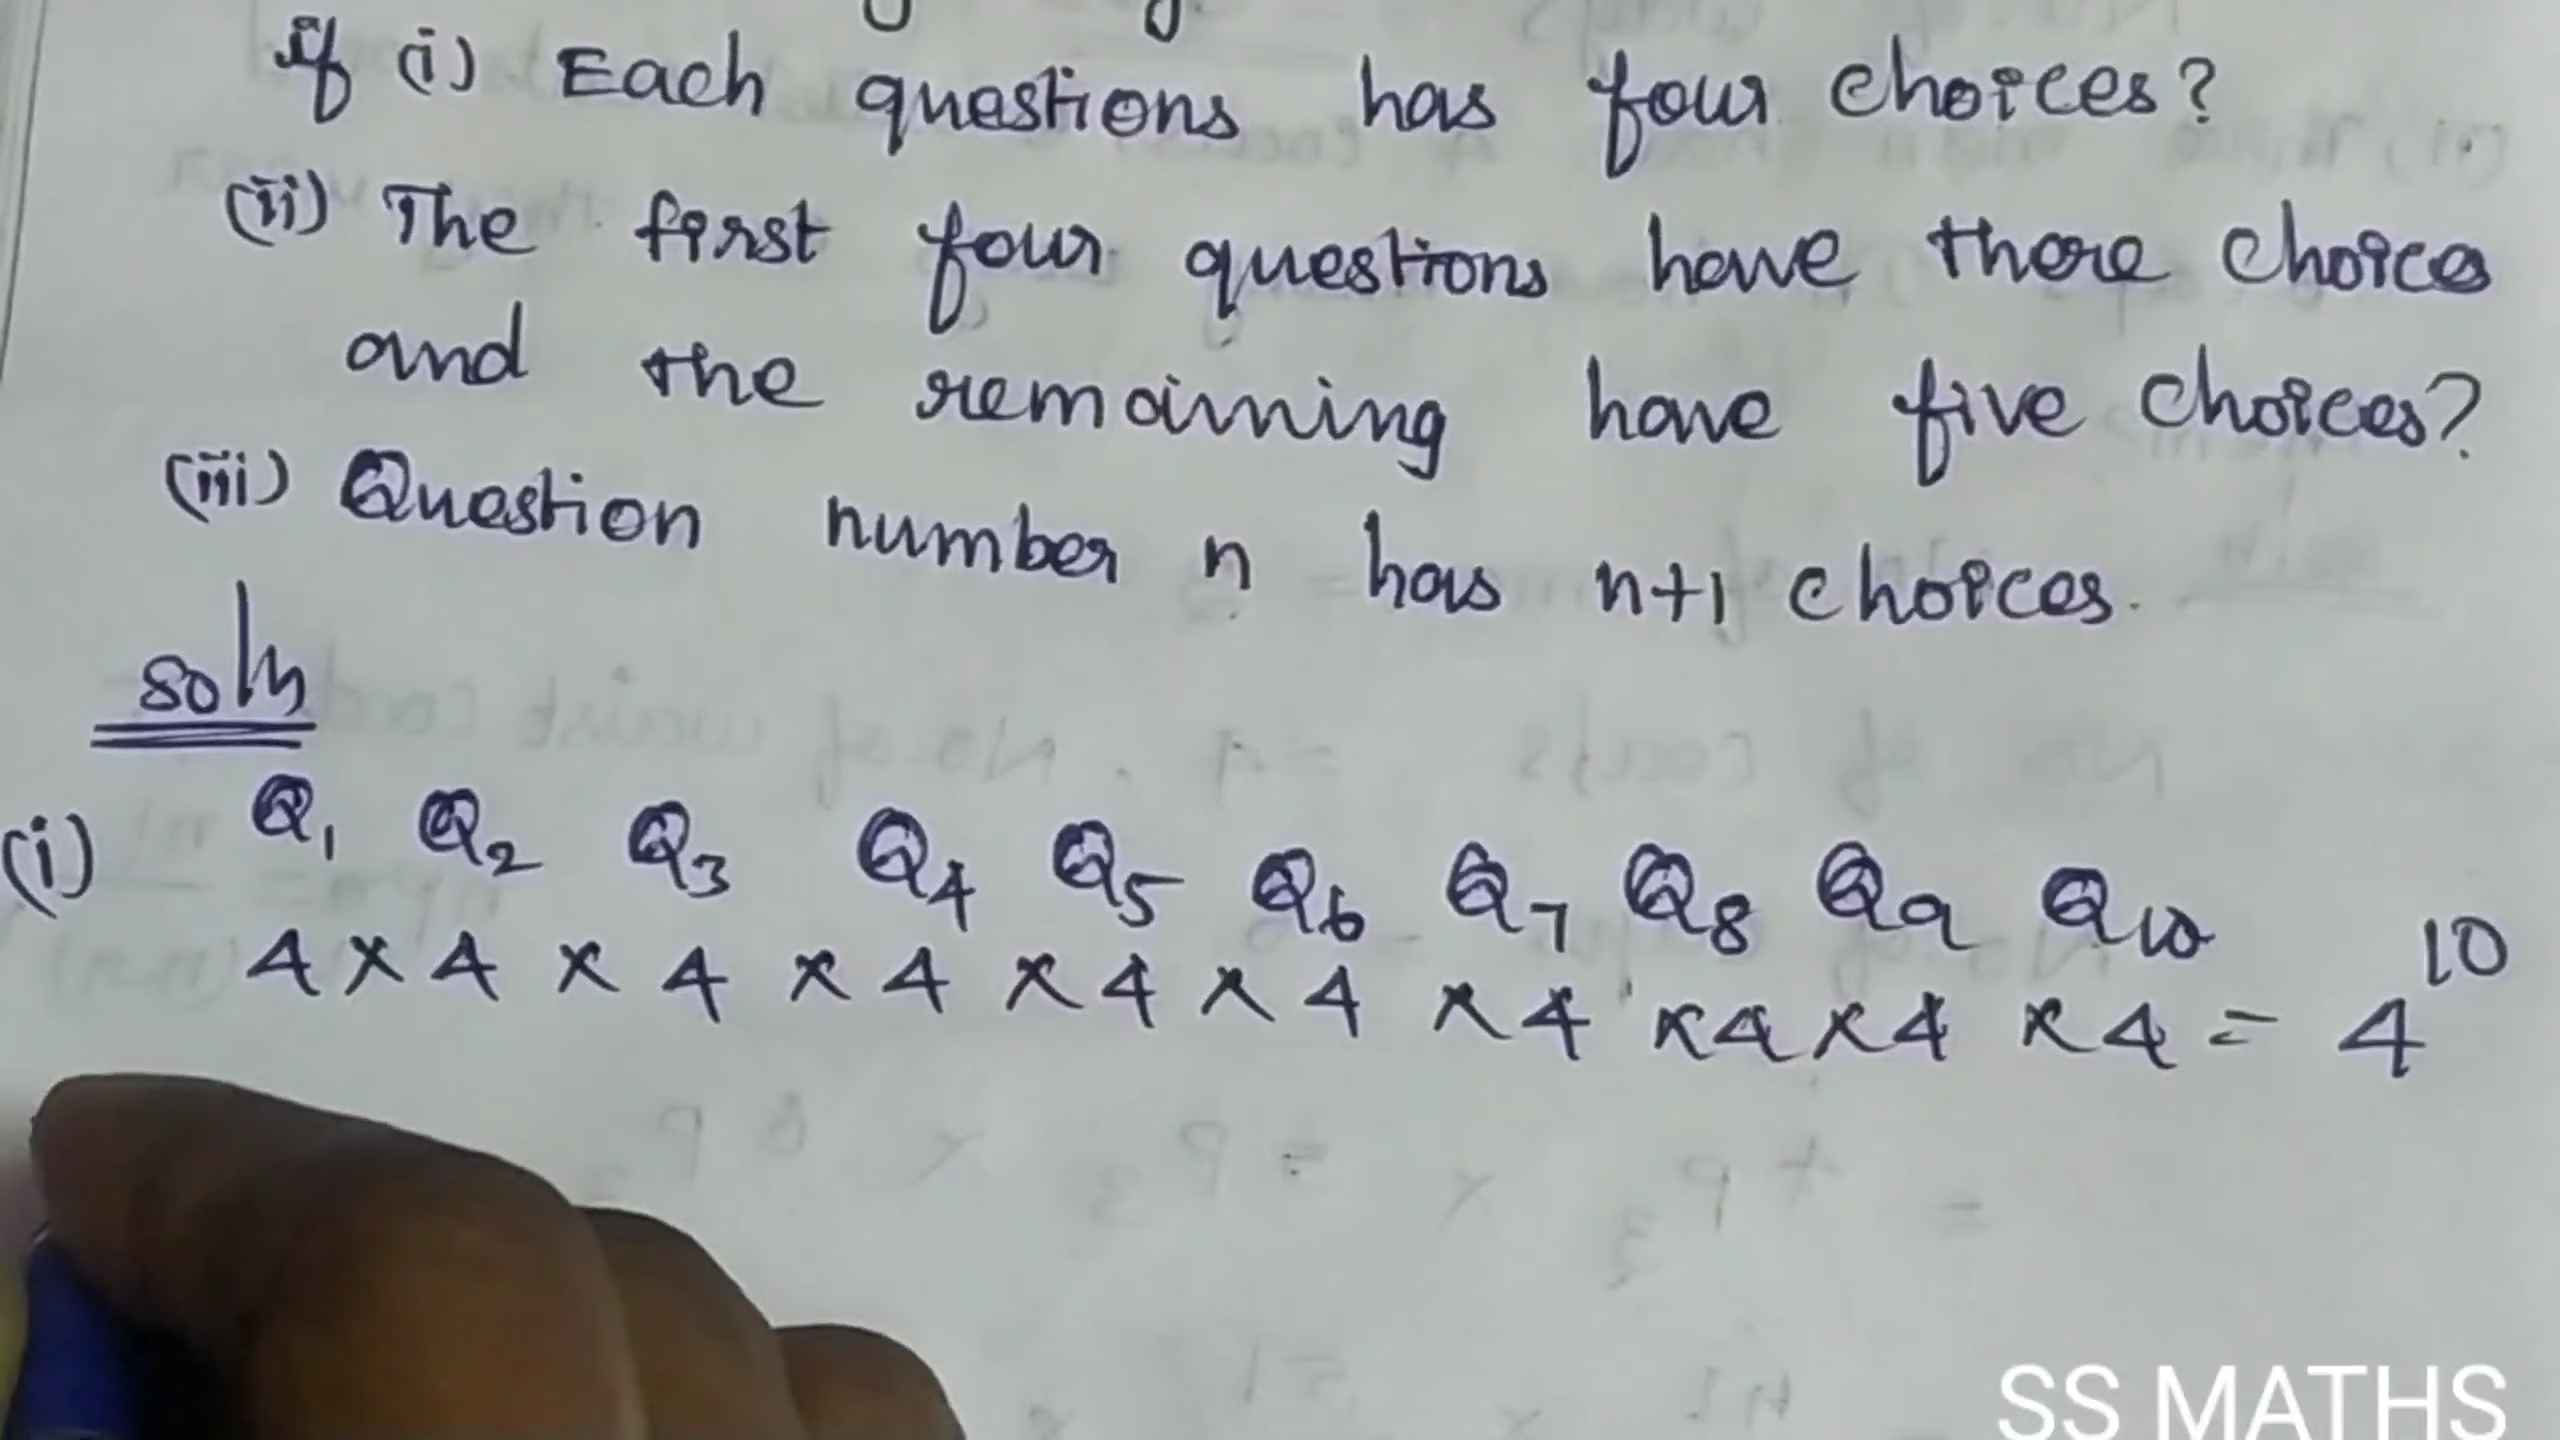 if (i) Each questions has four choices?
(ii) The first four questions have three choices
and the remaining have five choices?
(iii) Question number n has n+1 choices.
soln
(i) Q1 Q2 Q3 Q4 Q5 Q6 Q7 Q8 Q9 Q10
4 × 4 × 4 × 4 × 4 × 4 × 4 × 4 × 4 × 4 = 4^10
SS MATHS